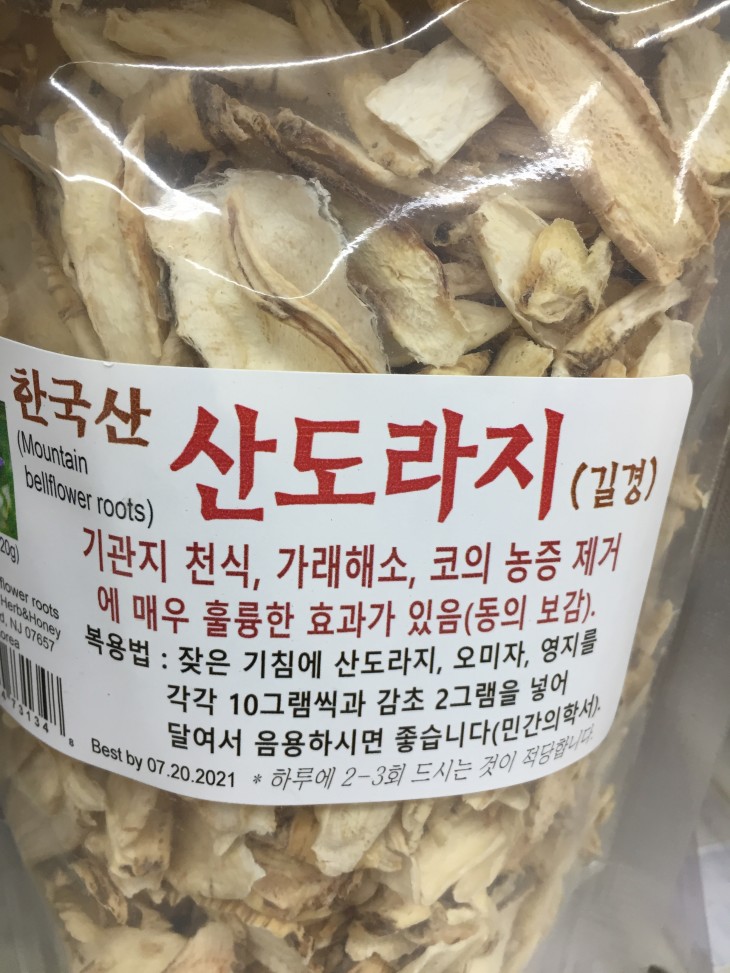 한국산
(Mountain
bellflower roots)
산도라지 (길경)
기관지 천식, 가래해소, 코의 농증 제거
에 매우 훌륭한 효과가 있음(동의 보감).
복용법 : 잦은 기침에 산도라지, 오미자, 영지를
각각 10그램씩과 감초 2그램을 넣어
달여서 음용하시면 좋습니다(민간의학서).
* 하루에 2-3회 드시는 것이 적당합니다.
20g)
flower roots
Herb&Honey
NJ 07657
orea
73134 8
Best by 07.20.2021